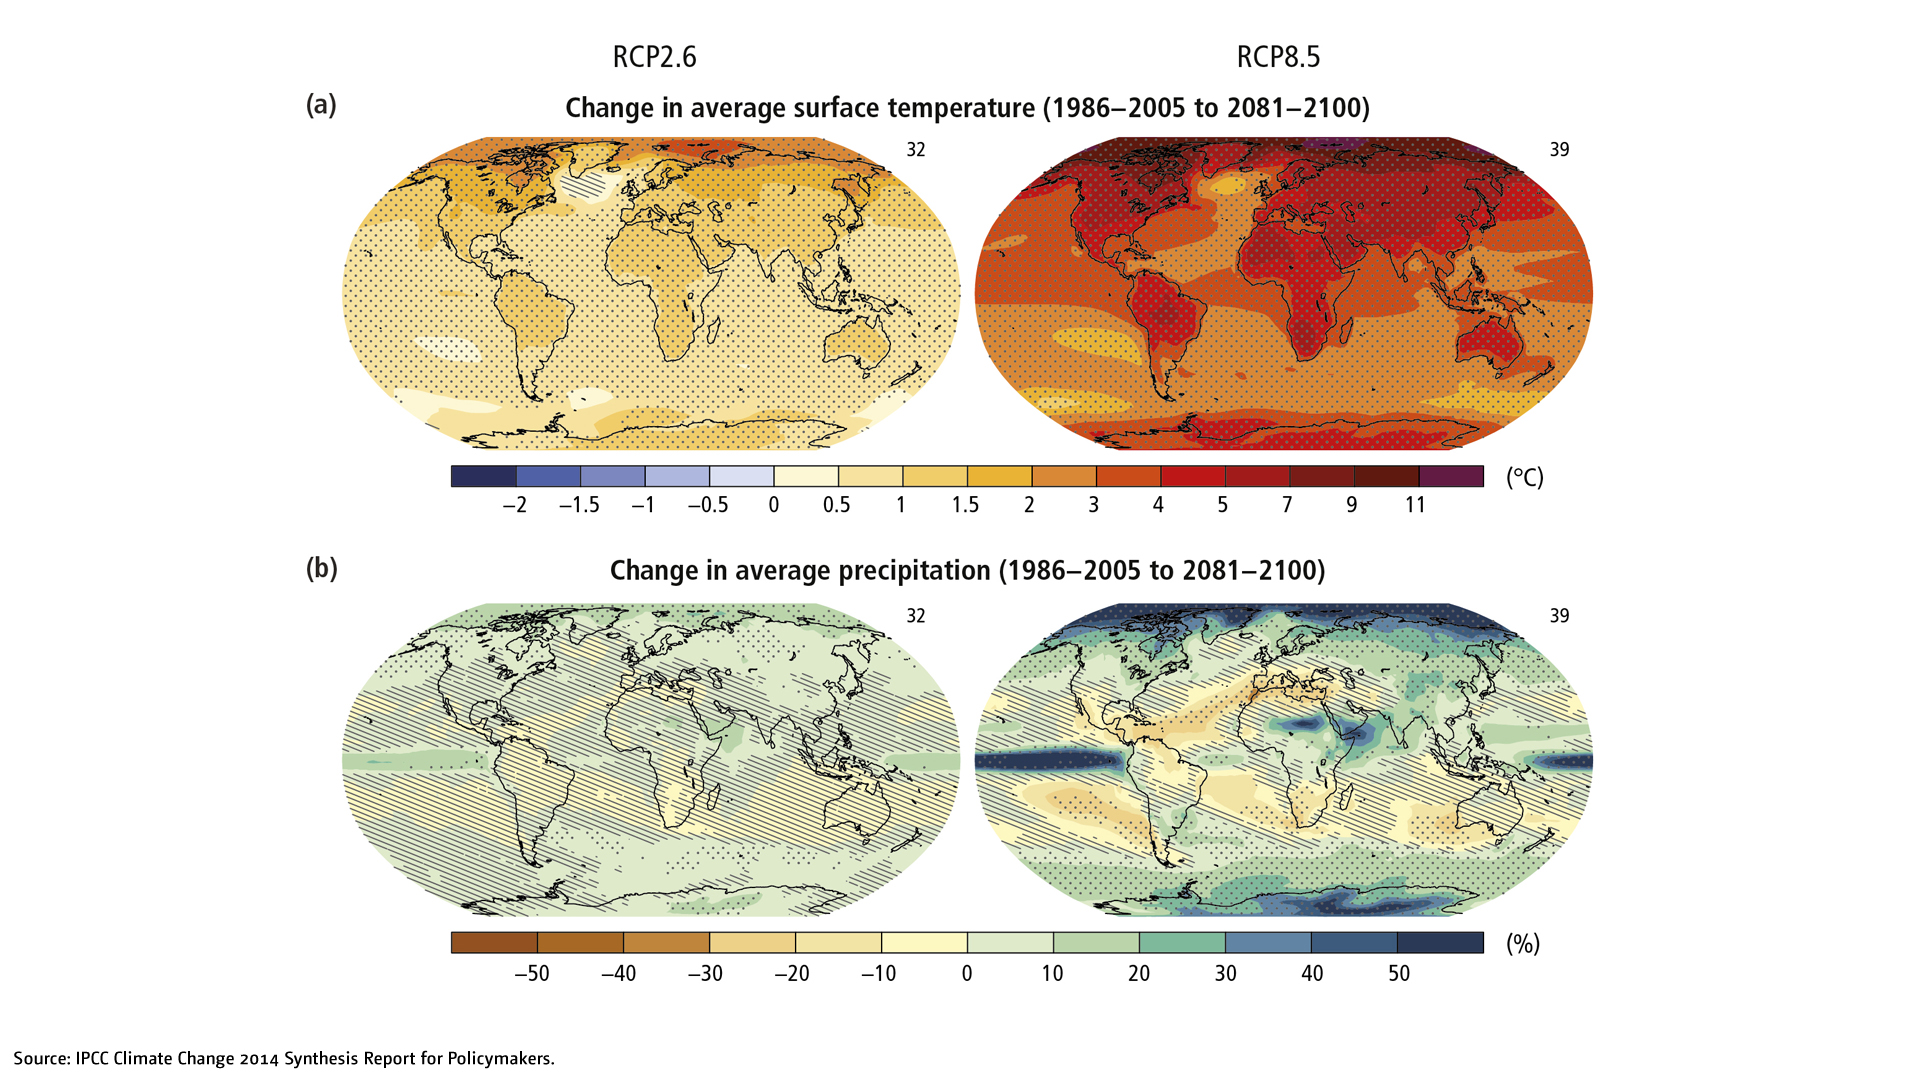 RCP2.6 RCP8.5
(a) Change in average surface temperature (1986–2005 to 2081–2100)
32 39
(°C)
–2 –1.5 –1 –0.5 0 0.5 1 1.5 2 3 4 5 7 9 11
(b) Change in average precipitation (1986–2005 to 2081–2100)
32 39
(%)
–50 –40 –30 –20 –10 0 10 20 30 40 50
Source: IPCC Climate Change 2014 Synthesis Report for Policymakers.